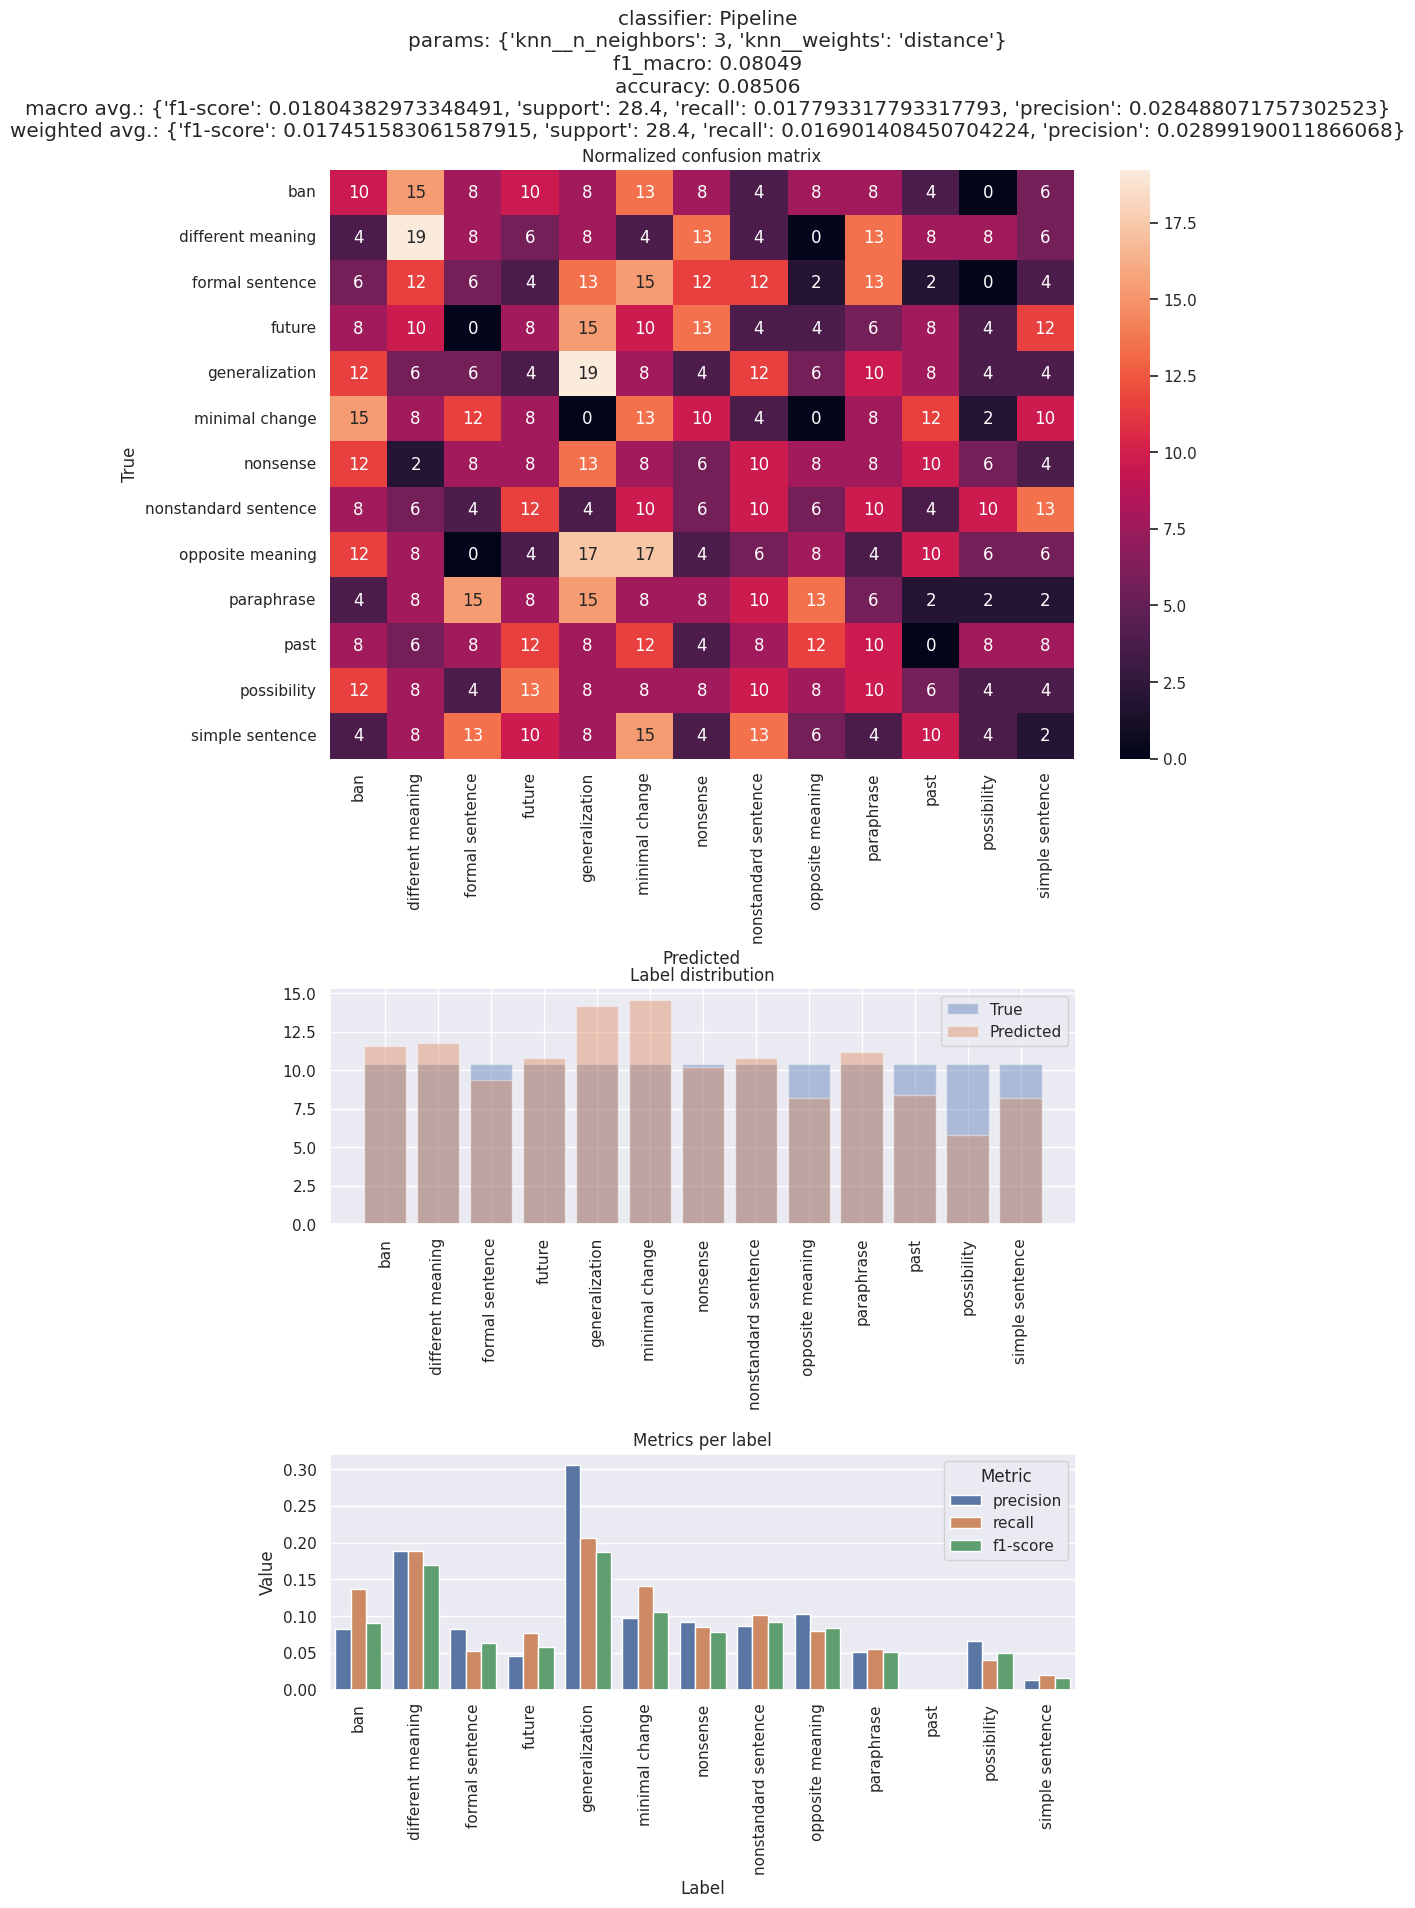 classifier: Pipeline
params: {'knn__n_neighbors': 3, 'knn__weights': 'distance'}
f1_macro: 0.08049
accuracy: 0.08506
macro avg.: {'f1-score': 0.01804382973348491, 'support': 28.4, 'recall': 0.017793317793317793, 'precision': 0.028488071757302523}
weighted avg.: {'f1-score': 0.017451583061587915, 'support': 28.4, 'recall': 0.016901408450704224, 'precision': 0.02899190011866068}
Normalized confusion matrix
True
ban 10 15 8 10 8 13 8 4 8 8 4 0 6
different meaning 4 19 8 6 8 4 13 4 0 13 8 8 6
formal sentence 6 12 6 4 13 15 12 12 2 13 2 0 4
future 8 10 0 8 15 10 13 4 4 6 8 4 12
generalization 12 6 6 4 19 8 4 12 6 10 8 4 4
minimal change 15 8 12 8 0 13 10 4 0 8 12 2 10
nonsense 12 2 8 8 13 8 6 10 8 8 10 6 4
nonstandard sentence 8 6 4 12 4 10 6 10 6 10 4 10 13
opposite meaning 12 8 0 4 17 17 4 6 8 4 10 6 6
paraphrase 4 8 15 8 15 8 8 10 13 6 2 2 2
past 8 6 8 12 8 12 4 8 12 10 0 8 8
possibility 12 8 4 13 8 8 8 10 8 10 6 4 4
simple sentence 4 8 13 10 8 15 4 13 6 4 10 4 2
ban
different meaning
formal sentence
future
generalization
minimal change
nonsense
nonstandard sentence
opposite meaning
paraphrase
past
possibility
simple sentence
Predicted
17.5
15.0
12.5
10.0
7.5
5.0
2.5
0.0
Label distribution
15.0
12.5
10.0
7.5
5.0
2.5
0.0
True
Predicted
ban
different meaning
formal sentence
future
generalization
minimal change
nonsense
nonstandard sentence
opposite meaning
paraphrase
past
possibility
simple sentence
Metrics per label
Value
0.30
0.25
0.20
0.15
0.10
0.05
0.00
Metric
precision
recall
f1-score
ban
different meaning
formal sentence
future
generalization
minimal change
nonsense
nonstandard sentence
opposite meaning
paraphrase
past
possibility
simple sentence
Label